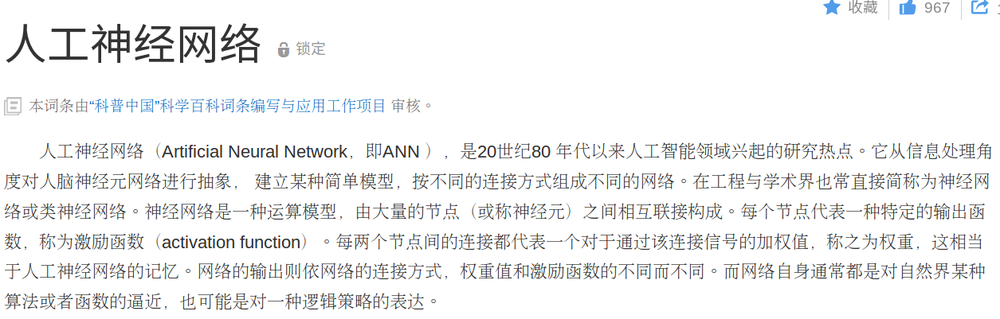 收藏 967
人工神经网络 锁定
本词条由“科普中国”科学百科词条编写与应用工作项目 审核。
人工神经网络（Artificial Neural Network，即ANN ），是20世纪80 年代以来人工智能领域兴起的研究热点。它从信息处理角
度对人脑神经元网络进行抽象， 建立某种简单模型，按不同的连接方式组成不同的网络。在工程与学术界也常直接简称为神经网
络或类神经网络。神经网络是一种运算模型，由大量的节点（或称神经元）之间相互联接构成。每个节点代表一种特定的输出函
数，称为激励函数（activation function）。每两个节点间的连接都代表一个对于通过该连接信号的加权值，称之为权重，这相当
于人工神经网络的记忆。网络的输出则依网络的连接方式，权重值和激励函数的不同而不同。而网络自身通常都是对自然界某种
算法或者函数的逼近，也可能是对一种逻辑策略的表达。